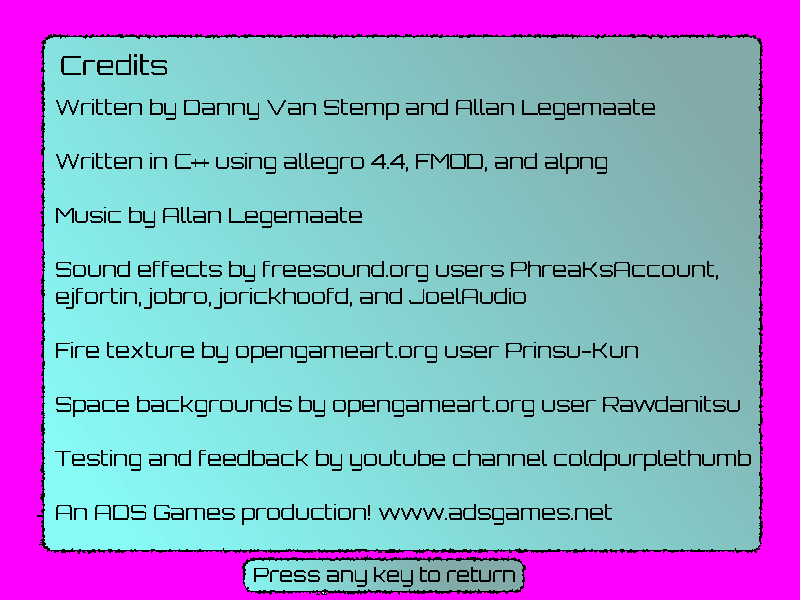 Credits
Written by Danny Van Stemp and Allan Legemaate
Written in C++ using allegro 4.4, FMOD, and alpng
Music by Allan Legemaate
Sound effects by freesound.org users PhreaKsAccount,
ejfortin, jobro, jorickhoofd, and JoelAudio
Fire texture by opengameart.org user Prinsu-Kun
Space backgrounds by opengameart.org user Rawdanitsu
Testing and feedback by youtube channel coldpurplethumb
An ADS Games production! www.adsgames.net
Press any key to return